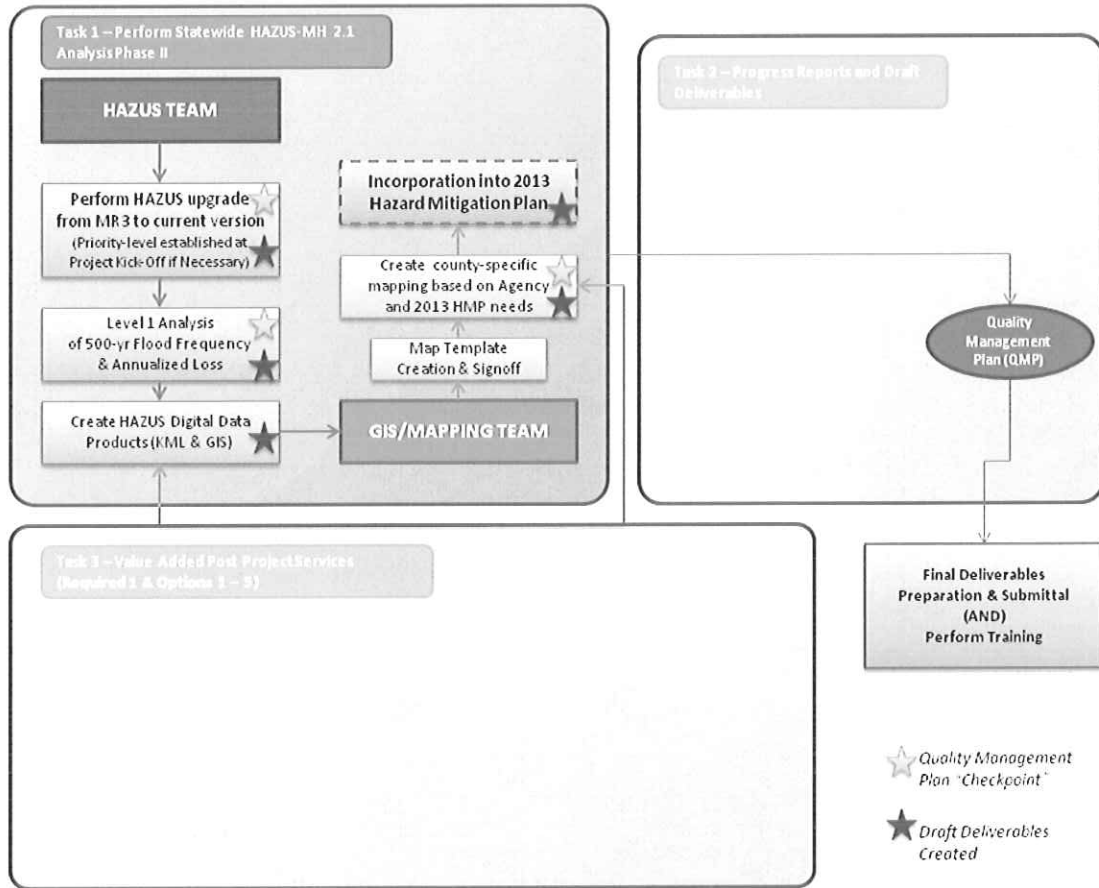 Task 1 – Perform Statewide HAZUS-MH 2.1
Analysis Phase II
HAZUS TEAM
Perform HAZUS upgrade
from MR3 to current version
(Priority-level established at
Project Kick-Off if Necessary)
Level 1 Analysis
of 500-yr Flood Frequency
& Annualized Loss
Create HAZUS Digital Data
Products (KML & GIS)
Incorporation into 2013
Hazard Mitigation Plan
Create county-specific
mapping based on Agency
and 2013 HMP needs
Map Template
Creation & Signoff
GIS/MAPPING TEAM
Task 2 – Progress Reports and Draft
Deliverables
Quality
Management
Plan (QMP)
Task 3 – Value Added Post Project Services
(Required 1 & Options 1 – 5)
Final Deliverables
Preparation & Submittal
(AND)
Perform Training
Quality Management
Plan "Checkpoint"
Draft Deliverables
Created